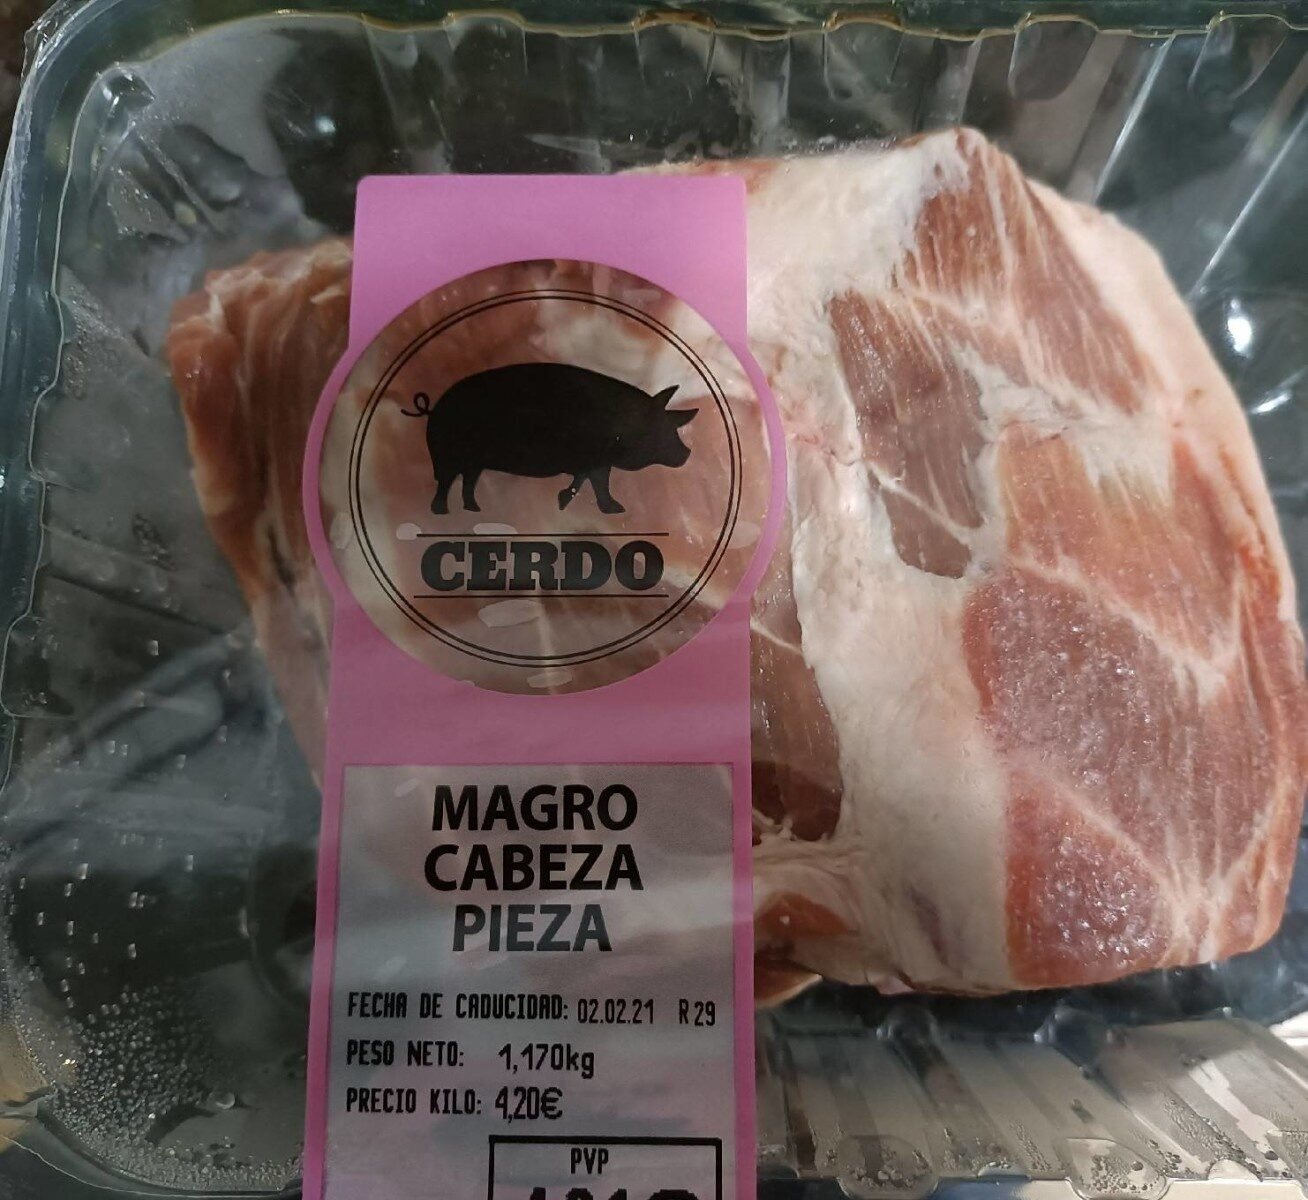 CERDO
MAGRO
CABEZA
PIEZA
FECHA DE CADUCIDAD: 02.02.21 R29
PESO NETO: 1,170kg
PRECIO KILO: 4,20€
PVP